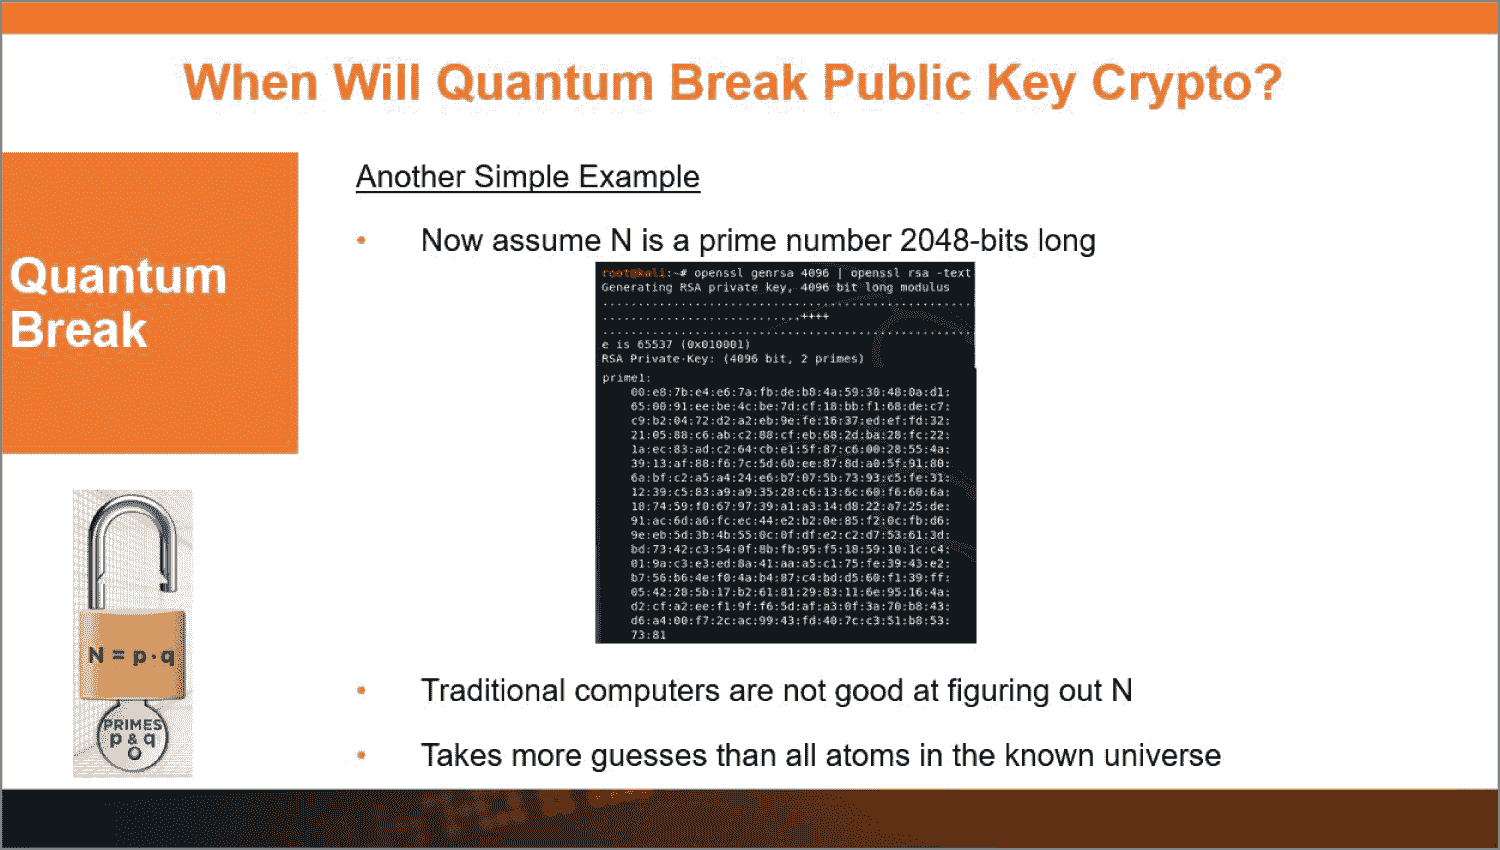 When Will Quantum Break Public Key Crypto?
Quantum
Break
Another Simple Example
• Now assume N is a prime number 2048-bits long
root@kali:~# openssl genrsa 4096 | openssl rsa -text
Generating RSA private key, 4096 bit long modulus
................................................
.........................++++
................................................
e is 65537 (0x010001)
RSA Private-Key: (4096 bit, 2 primes)
prime1:
00:e8:7b:e4:e6:7a:fb:de:b8:4a:59:30:48:0a:d1:
65:00:91:ee:be:4c:be:7d:cf:18:bb:f1:68:de:c7:
c9:b2:04:72:d2:a2:eb:9e:fe:16:37:ed:ef:fd:32:
21:05:88:c6:ab:c2:88:cf:eb:68:2d:ba:28:fc:22:
1a:ec:83:ad:c2:64:cb:e1:5f:87:c6:00:28:55:4a:
39:13:af:88:f6:7c:5d:60:ee:87:8d:a0:5f:91:80:
6a:bf:c2:a5:a4:24:e6:b7:07:5b:73:93:c5:fe:31:
12:39:c5:83:a9:a9:35:28:c6:13:6c:60:f6:60:6a:
18:74:59:f0:67:97:39:a1:a3:14:d8:22:a7:25:de:
91:ac:6d:a6:fc:ec:44:e2:b2:0e:85:f2:0c:fb:d6:
9e:eb:5d:3b:4b:55:0c:0f:df:e2:c2:d7:53:61:3d:
bd:73:42:c3:54:0f:8b:fb:95:f5:18:59:10:1c:c4:
01:9a:c3:e3:ed:8a:41:aa:a5:c1:75:fe:39:43:e2:
b7:56:b6:4e:f0:4a:b4:87:c4:bd:d5:60:f1:39:ff:
05:42:28:5b:17:b2:61:81:29:83:11:6e:95:16:4a:
d2:cf:a2:ee:f1:9f:f6:5d:af:a3:0f:3a:70:b8:43:
d6:a4:00:f7:2c:ac:99:43:fd:40:7c:c3:51:b8:53:
73:81
• Traditional computers are not good at figuring out N
• Takes more guesses than all atoms in the known universe
N = p·q
PRIMES
p & q